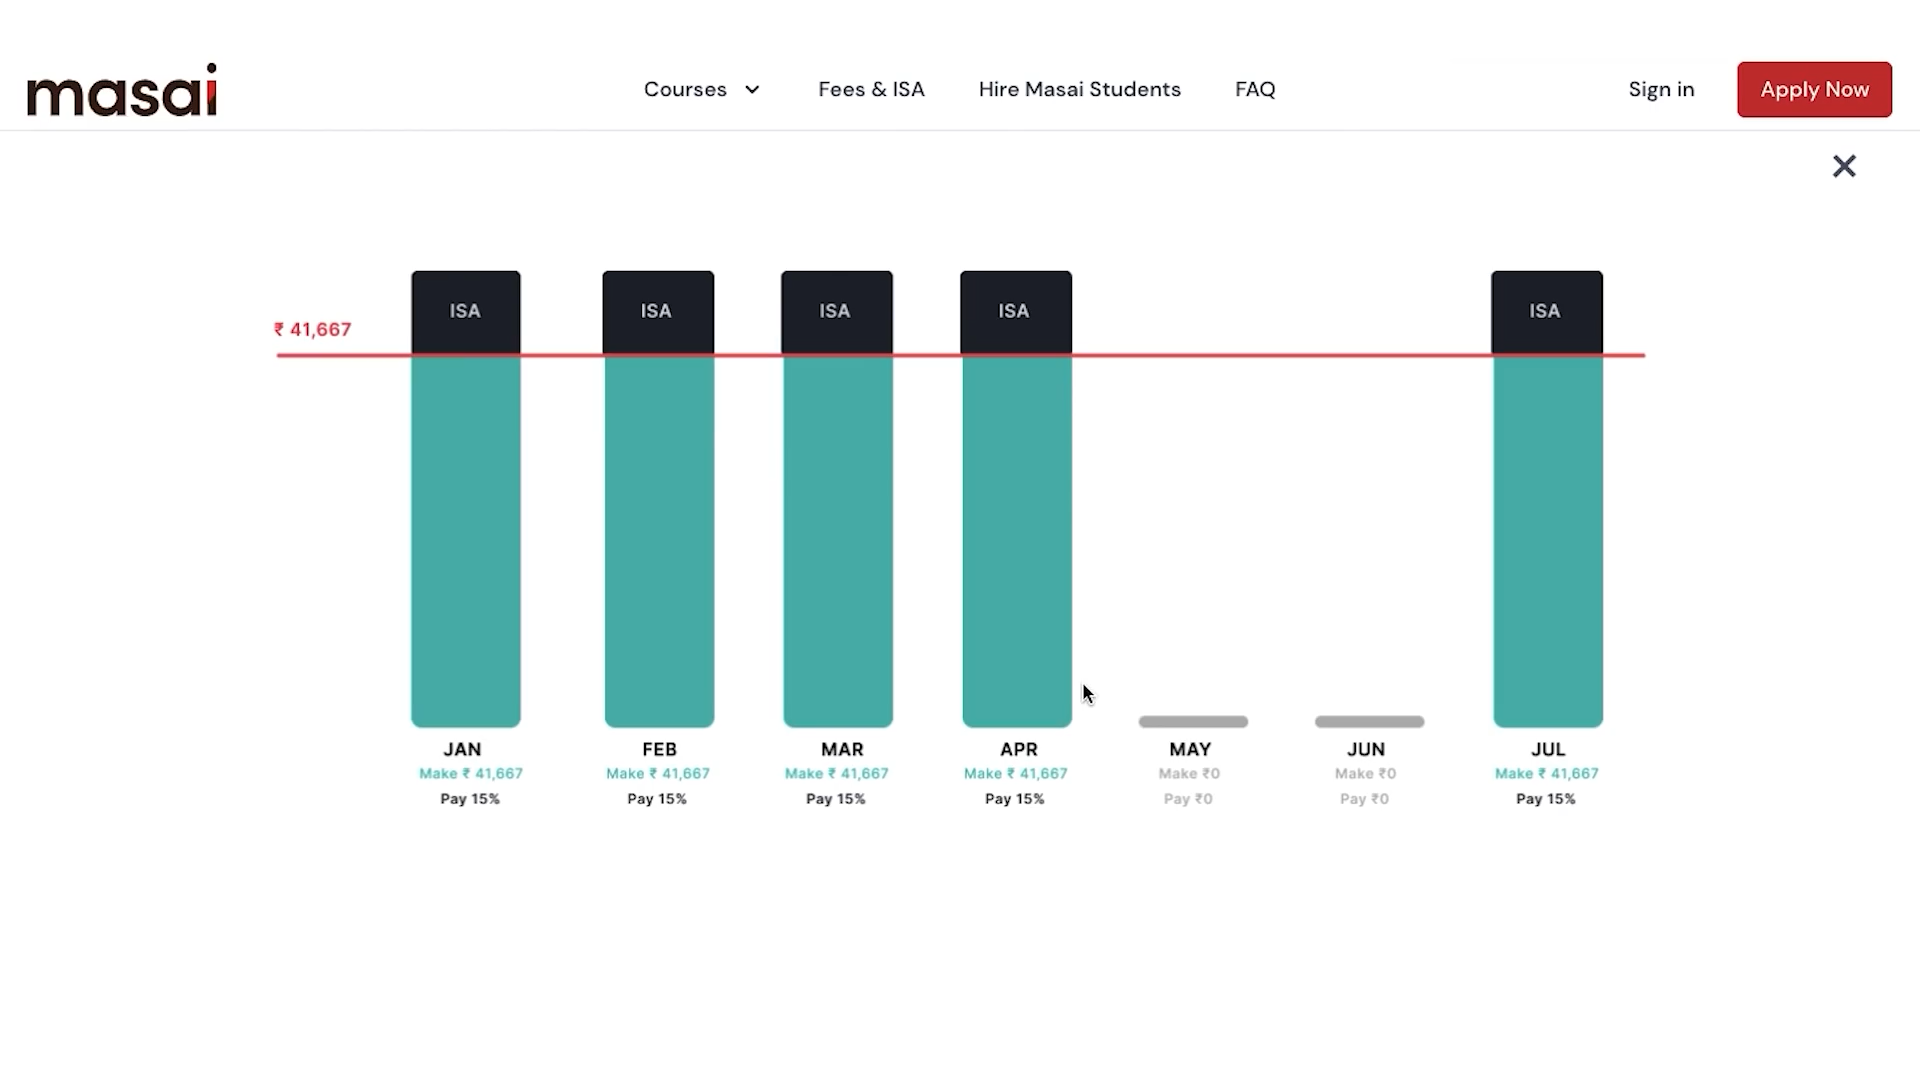 masai
Courses
Fees & ISA
Hire Masai Students
FAQ
Sign in
Apply Now
₹ 41,667
ISA
ISA
ISA
ISA
ISA
JAN
Make ₹ 41,667
Pay 15%
FEB
Make ₹ 41,667
Pay 15%
MAR
Make ₹ 41,667
Pay 15%
APR
Make ₹ 41,667
Pay 15%
MAY
Make ₹0
Pay ₹0
JUN
Make ₹0
Pay ₹0
JUL
Make ₹ 41,667
Pay 15%